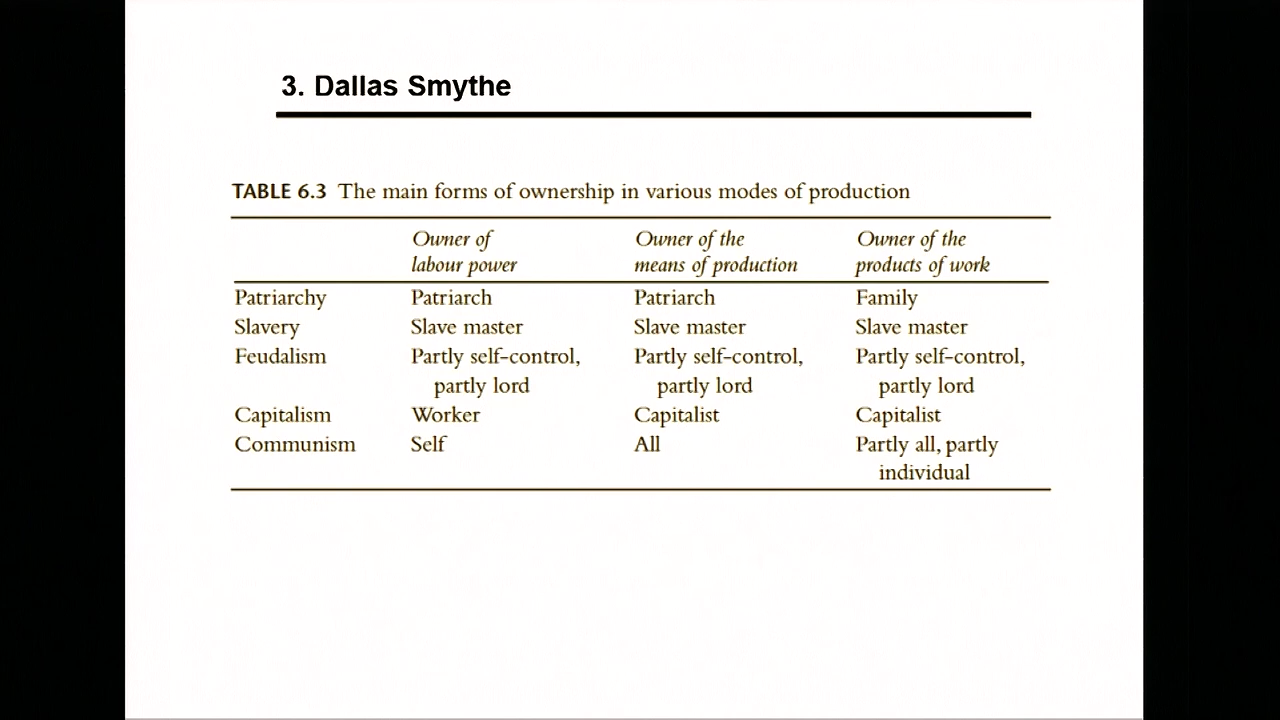 3. Dallas Smythe
TABLE 6.3 The main forms of ownership in various modes of production
Owner of labour power Owner of the means of production Owner of the products of work
Patriarchy Patriarch Patriarch Family
Slavery Slave master Slave master Slave master
Feudalism Partly self-control, partly lord Partly self-control, partly lord Partly self-control, partly lord
Capitalism Worker Capitalist Capitalist
Communism Self All Partly all, partly individual